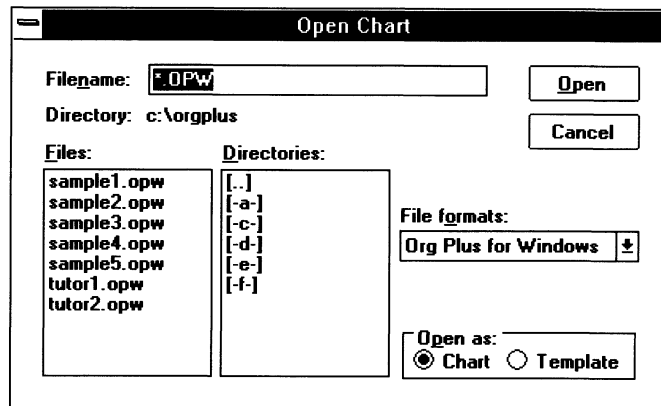 Open Chart
Filename: *.OPW
Open
Directory: c:\orgplus
Cancel
Files:
sample1.opw
sample2.opw
sample3.opw
sample4.opw
sample5.opw
tutor1.opw
tutor2.opw
Directories:
[..]
[-a-]
[-c-]
[-d-]
[-e-]
[-f-]
File formats:
Org Plus for Windows
Open as:
Chart Template